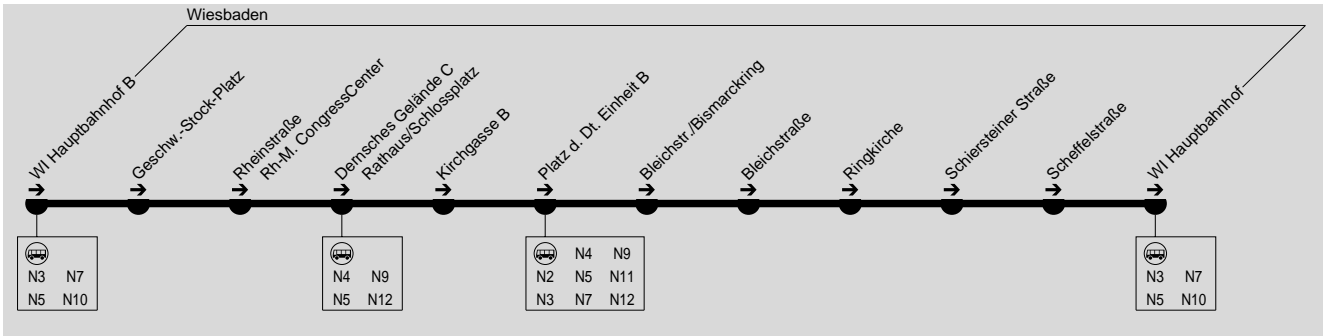 Wiesbaden
WI Hauptbahnhof B
Geschw.-Stock-Platz
Rheinstraße
Rh-M. CongressCenter
Dernsches Gelände C
Rathaus/Schlossplatz
Kirchgasse B
Platz d. Dt. Einheit B
Bleichstr./Bismarckring
Bleichstraße
Ringkirche
Schiersteiner Straße
Scheffelstraße
WI Hauptbahnhof
N3 N7
N5 N10
N4 N9
N5 N12
N4 N9
N2 N5 N11
N3 N7 N12
N3 N7
N5 N10